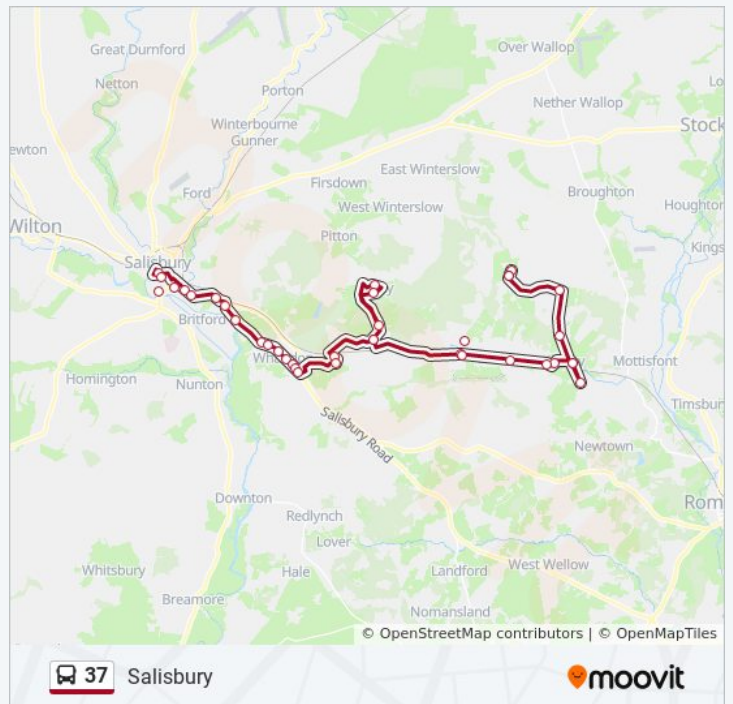 Over Wallop
Great Durnford
Netton
Porton
Lo
Nether Wallop
Winterbourne
Gunner
Stock
ewton
East Winterslow
Firsdown
Ford
West Winterslow
Broughton
Houghton
Wilton
Pitton
Kings
Salisbury
y
Britford
Wha
y
Mottisfont
Homington
Nunton
Timsbur
Salisbury Road
Newtown
Downton
Rom
Redlynch
Lover
Whitsbury
Hale
Landford
West Wellow
Breamore
Nomansland
© OpenStreetMap contributors | © OpenMapTiles
37 Salisbury
moovit